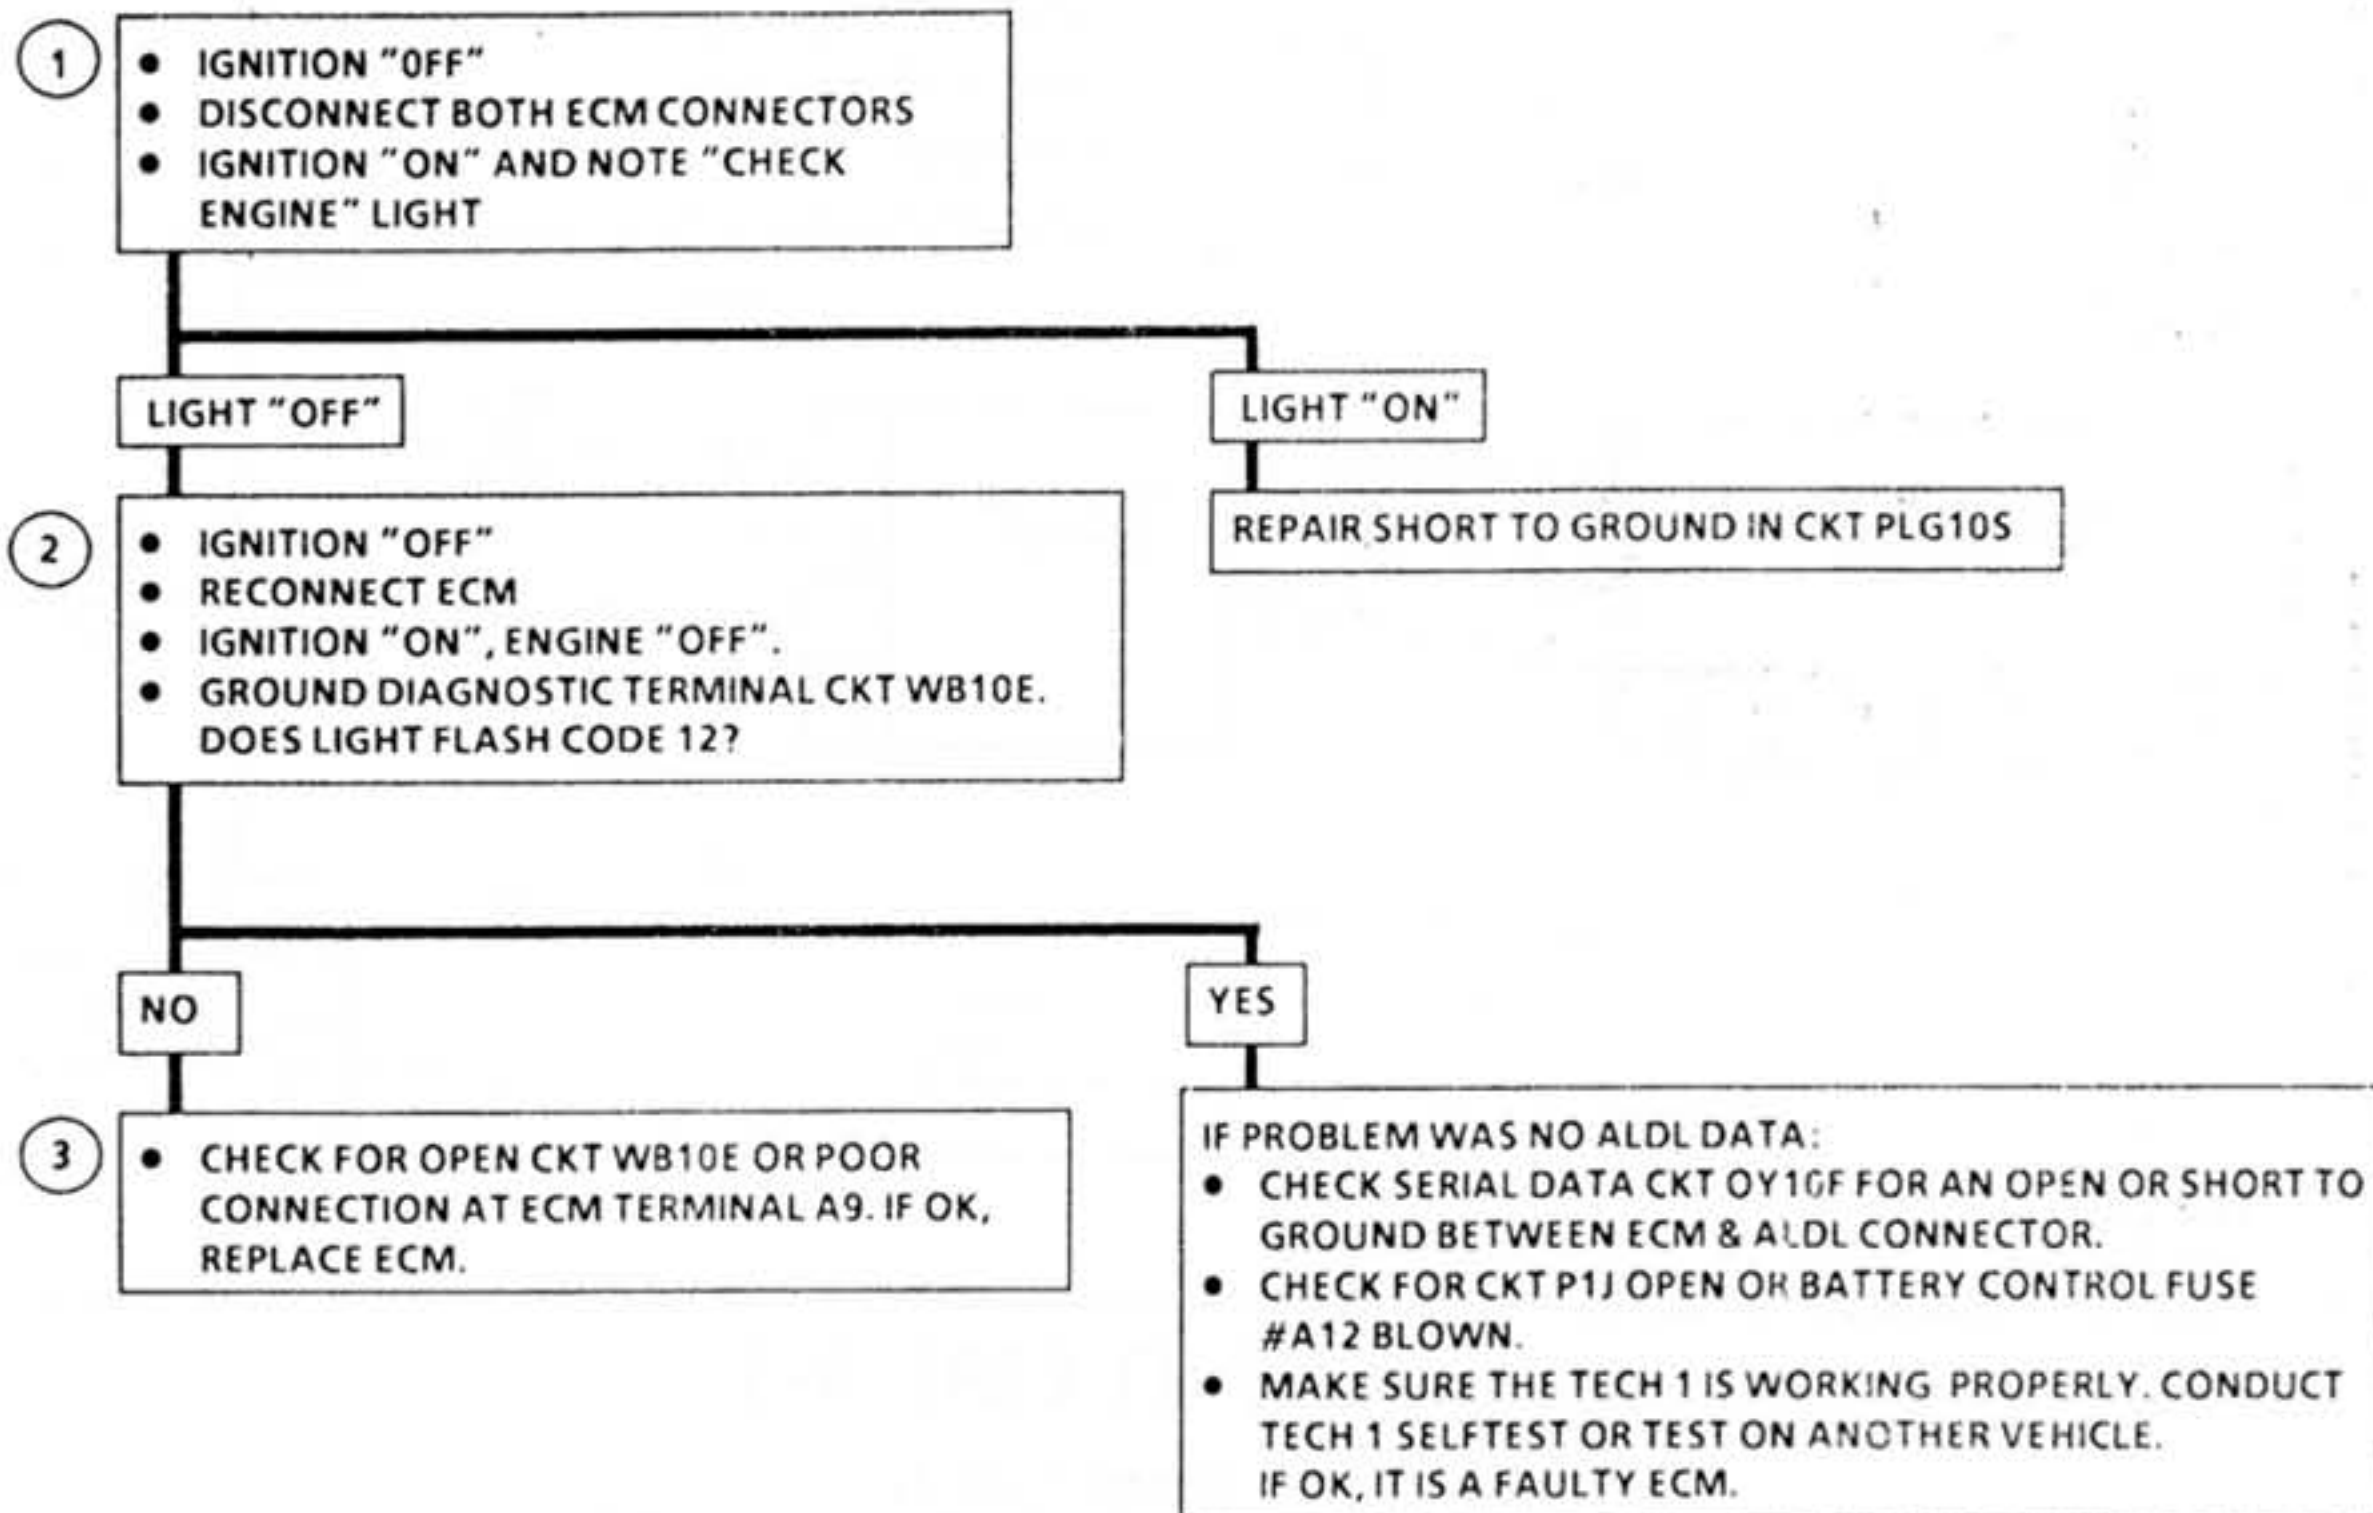 1
● IGNITION "OFF"
● DISCONNECT BOTH ECM CONNECTORS
● IGNITION "ON" AND NOTE "CHECK
ENGINE" LIGHT
LIGHT "OFF"
LIGHT "ON"
REPAIR SHORT TO GROUND IN CKT PLG10S
2
● IGNITION "OFF"
● RECONNECT ECM
● IGNITION "ON", ENGINE "OFF".
● GROUND DIAGNOSTIC TERMINAL CKT WB10E.
DOES LIGHT FLASH CODE 12?
NO
YES
3
● CHECK FOR OPEN CKT WB10E OR POOR
CONNECTION AT ECM TERMINAL A9. IF OK,
REPLACE ECM.
IF PROBLEM WAS NO ALDL DATA:
● CHECK SERIAL DATA CKT OY10F FOR AN OPEN OR SHORT TO
GROUND BETWEEN ECM & ALDL CONNECTOR.
● CHECK FOR CKT P1J OPEN OR BATTERY CONTROL FUSE
#A12 BLOWN.
● MAKE SURE THE TECH 1 IS WORKING PROPERLY. CONDUCT
TECH 1 SELFTEST OR TEST ON ANOTHER VEHICLE.
IF OK, IT IS A FAULTY ECM.